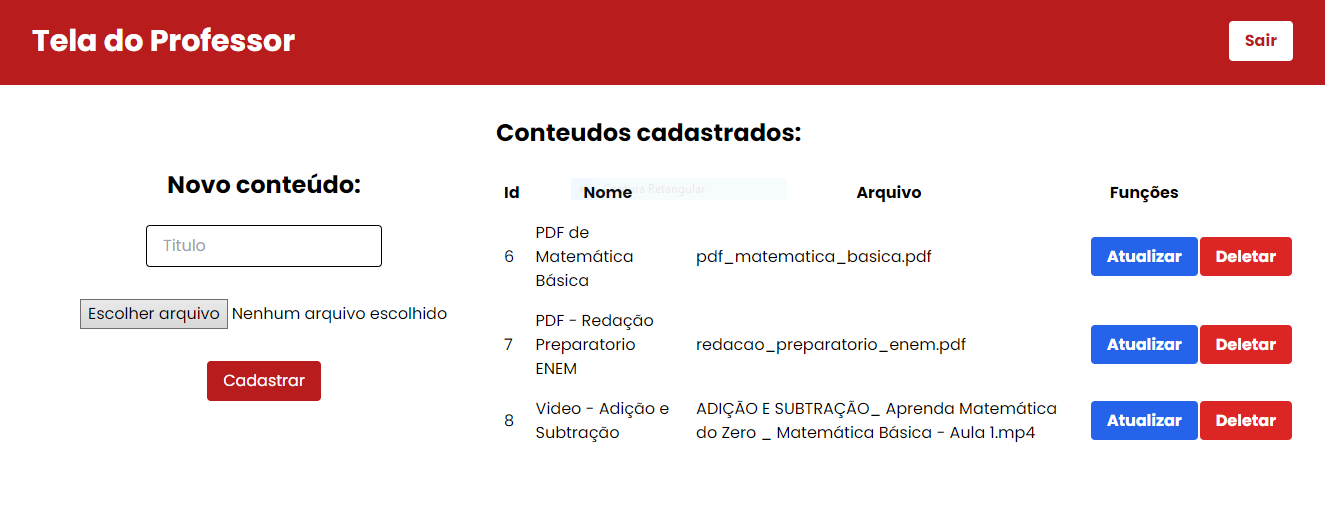 Tela do Professor
Sair
Novo conteúdo:
Titulo
Escolher arquivo Nenhum arquivo escolhido
Cadastrar
Conteudos cadastrados:
Id Nome Arquivo Funções
6 PDF de Matemática Básica pdf_matematica_basica.pdf Atualizar Deletar
7 PDF - Redação Preparatorio ENEM redacao_preparatorio_enem.pdf Atualizar Deletar
8 Video - Adição e Subtração ADIÇÃO E SUBTRAÇÃO_ Aprenda Matemática do Zero _ Matemática Básica - Aula 1.mp4 Atualizar Deletar
Retangular